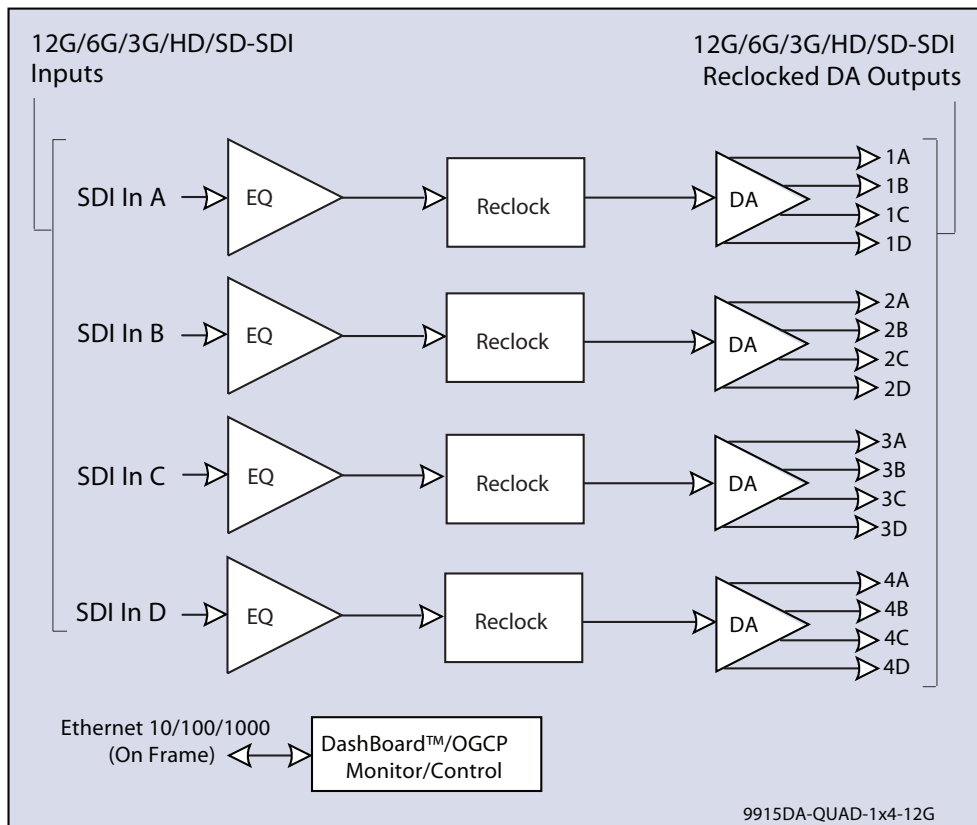 12G/6G/3G/HD/SD-SDI
Inputs
12G/6G/3G/HD/SD-SDI
Reclocked DA Outputs
SDI In A
EQ
Reclock
DA
1A
1B
1C
1D
SDI In B
EQ
Reclock
DA
2A
2B
2C
2D
SDI In C
EQ
Reclock
DA
3A
3B
3C
3D
SDI In D
EQ
Reclock
DA
4A
4B
4C
4D
Ethernet 10/100/1000
(On Frame)
DashBoard™/OGCP
Monitor/Control
9915DA-QUAD-1x4-12G